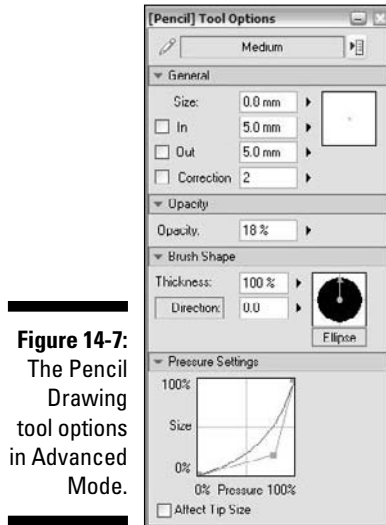 [Pencil] Tool Options
Medium
General
Size: 0.0 mm
In 5.0 mm
Out 5.0 mm
Correction 2
Opacity
Opacity: 18 %
Brush Shape
Thickness: 100 %
Direction: 0.0
Ellipse
Pressure Settings
100%
Size
0%
0% Pressure 100%
Affect Tip Size
Figure 14-7:
The Pencil
Drawing
tool options
in Advanced
Mode.